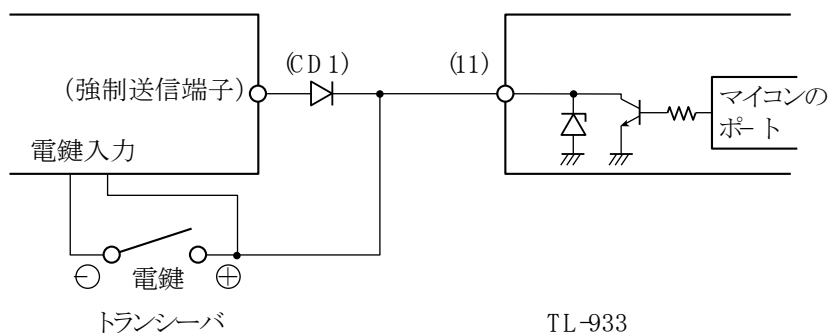 (CD1)
(11)
(強制送信端子)
マイコンの
ポート
電鍵入力
⊖ 電鍵 ⊕
トランシーバ
TL-933